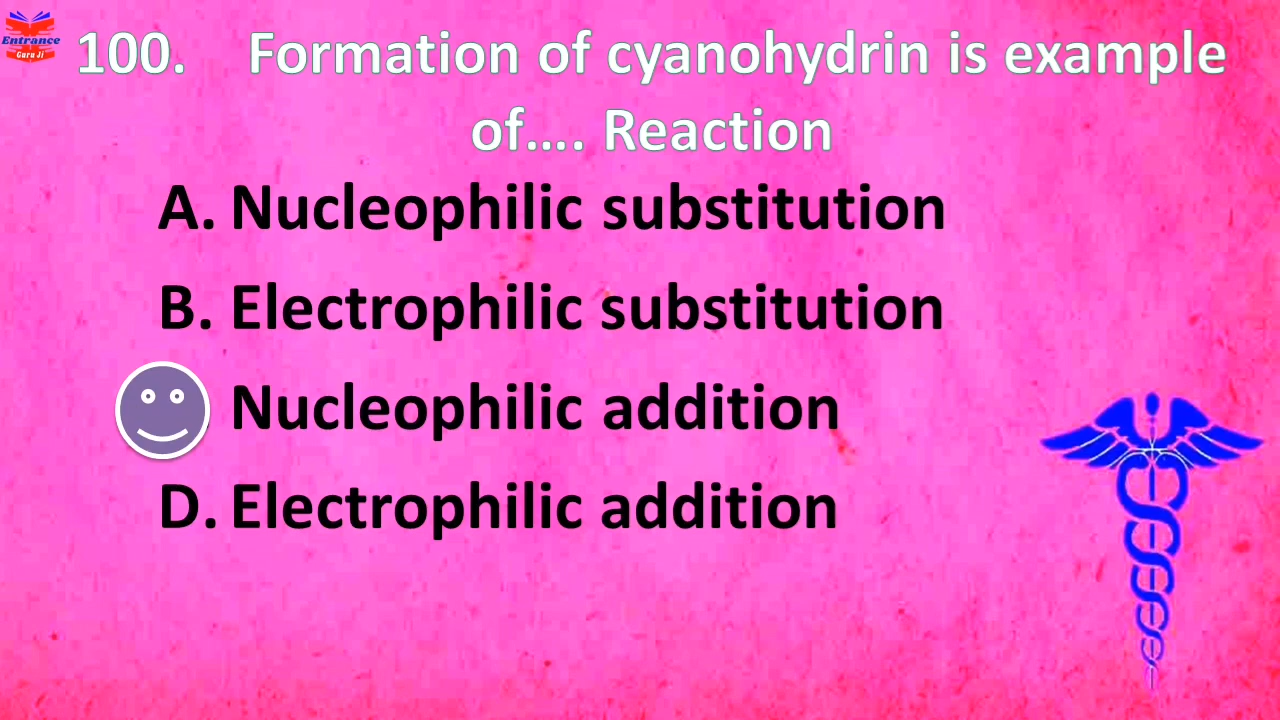 Entrance
Guru Ji
100. Formation of cyanohydrin is example
of.... Reaction
A. Nucleophilic substitution
B. Electrophilic substitution
Nucleophilic addition
D. Electrophilic addition